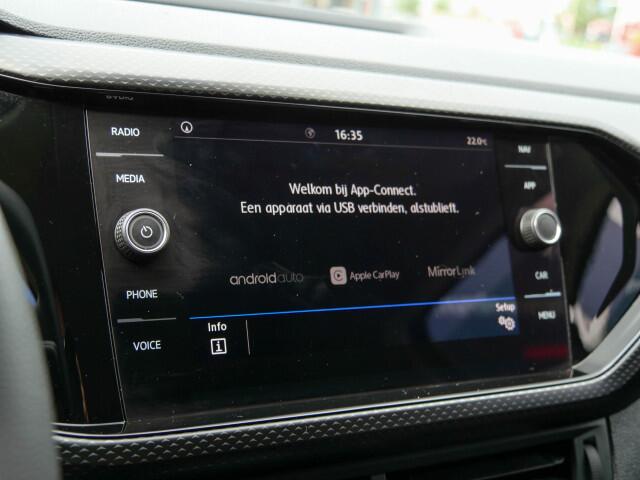 RADIO
MEDIA
PHONE
VOICE
16:35
22.0°C
Welkom bij App-Connect.
Een apparaat via USB verbinden, alstublieft.
androidauto
Apple CarPlay
MirrorLink
Setup
Info
i
NAV
APP
CAR
MENU